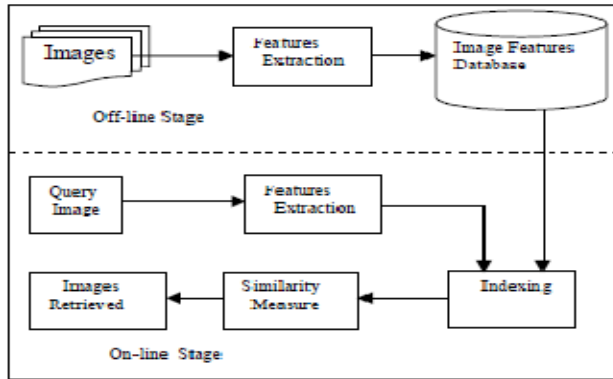 Images
Features
Extraction
Image Features
Database
Off-line Stage
Query
Image
Features
Extraction
Images
Retrieved
Similarity
Measure
Indexing
On-line Stage